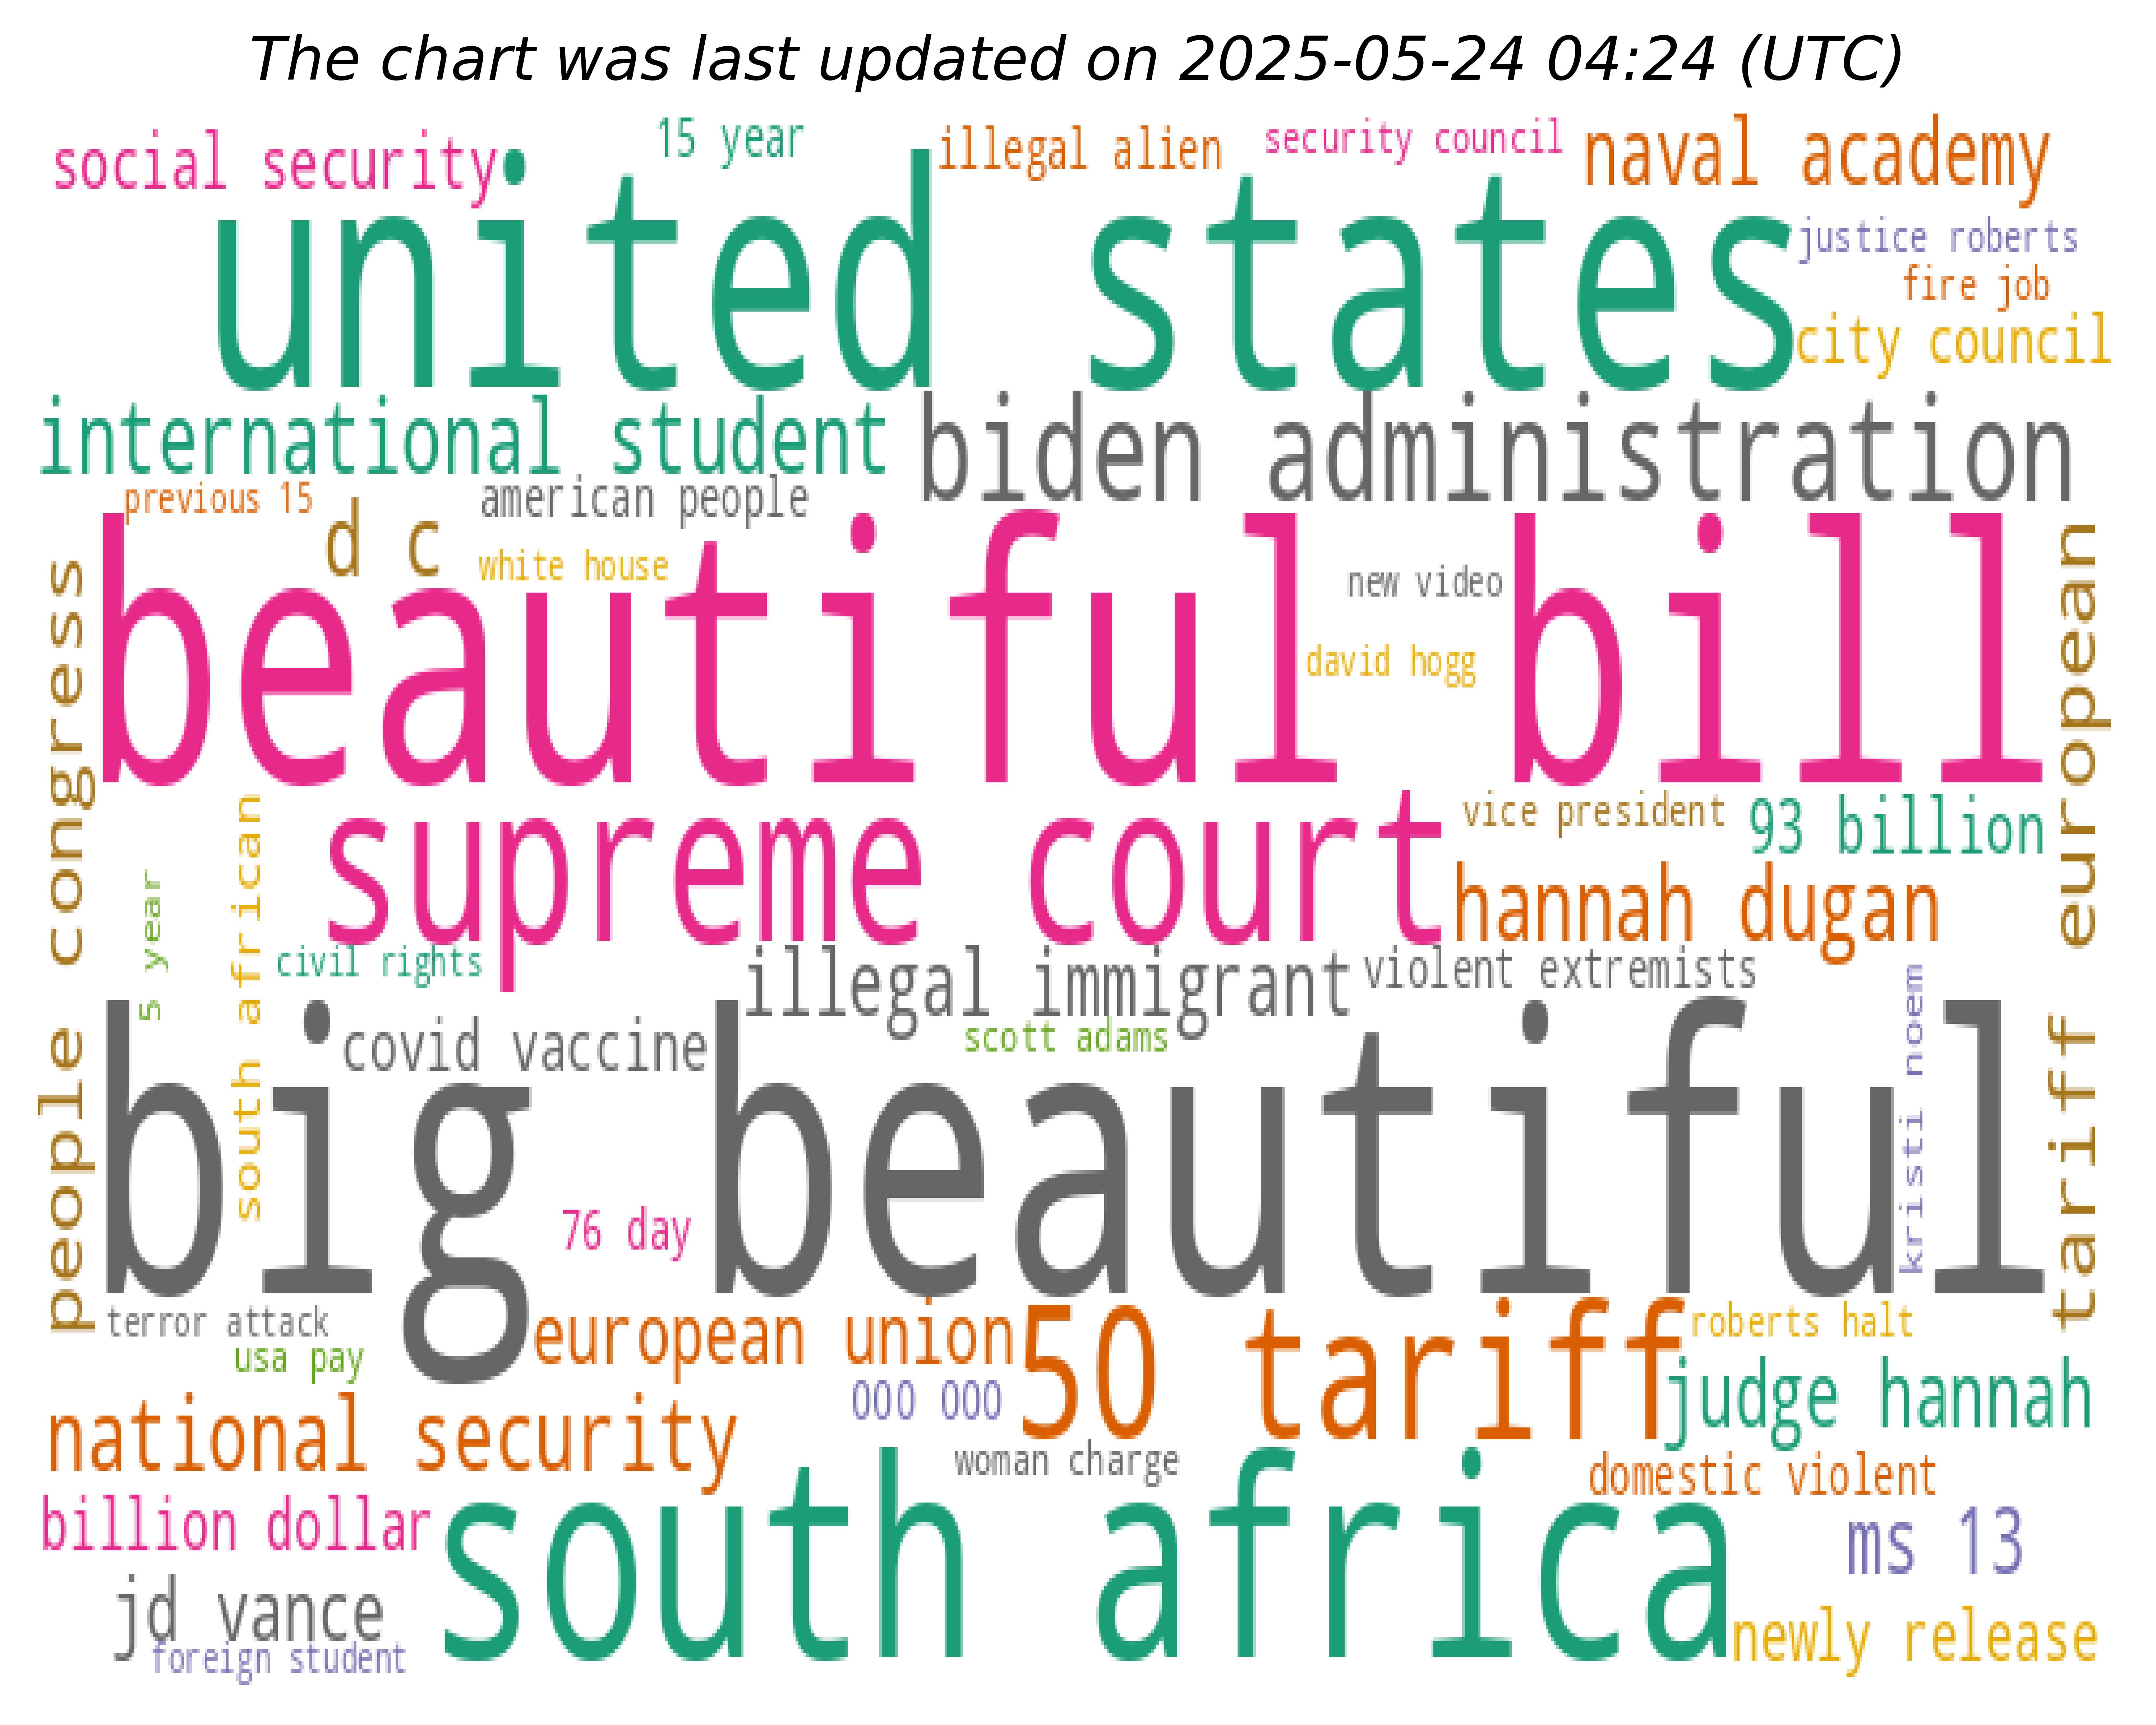 The chart was last updated on 2025-05-24 04:24 (UTC)
social security
15 year
illegal alien
security council
naval academy
united states
justice roberts
fire job
city council
international student
biden administration
previous 15
american people
d c
white house
beautiful bill
new video
david hogg
people congress
tariff european
supreme court
vice president
93 billion
hannah dugan
5 year
south african
civil rights
illegal immigrant
violent extremists
covid vaccine
scott adams
kristi noem
big beautiful
76 day
terror attack
usa pay
european union
50 tariff
roberts halt
000 000
judge hannah
national security
woman charge
domestic violent
billion dollar
south africa
ms 13
jd vance
foreign student
newly release